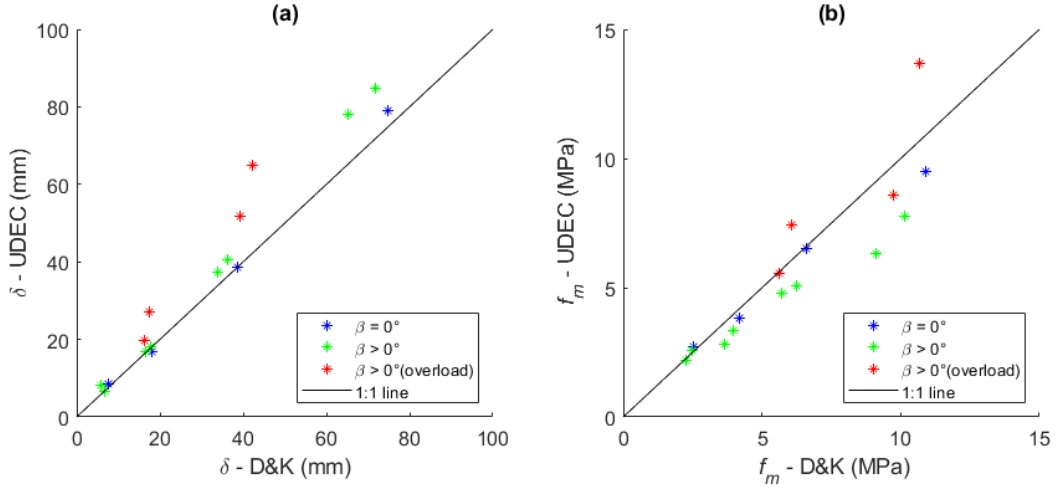 (a)
100
80
60
40
20
0
δ - UDEC (mm)
0 20 40 60 80 100
δ - D&K (mm)
β = 0°
β > 0°
β > 0°(overload)
1:1 line
(b)
15
10
5
0
f_m - UDEC (MPa)
0 5 10 15
f_m - D&K (MPa)
β = 0°
β > 0°
β > 0°(overload)
1:1 line